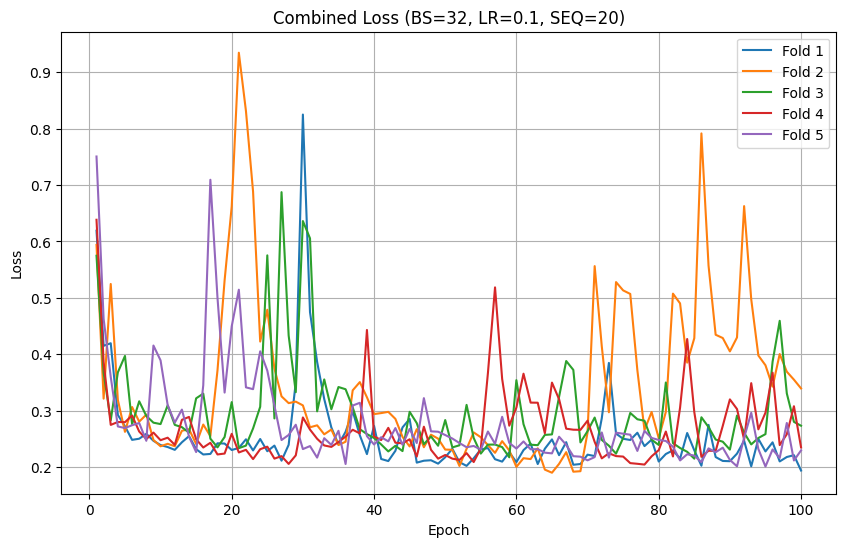 Combined Loss (BS=32, LR=0.1, SEQ=20)
Fold 1
Fold 2
Fold 3
Fold 4
Fold 5
0.9
0.8
0.7
0.6
0.5
0.4
0.3
0.2
Loss
0 20 40 60 80 100
Epoch